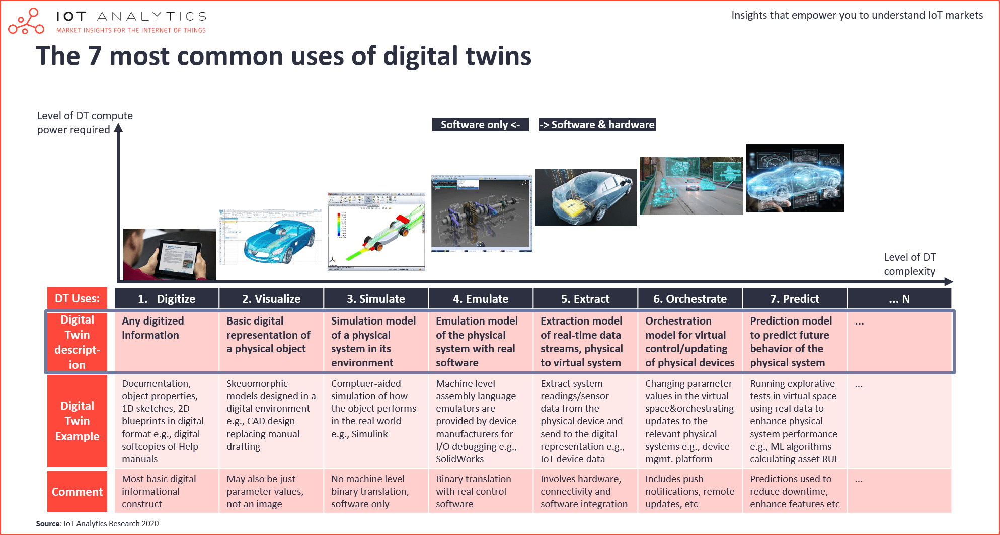 IOT ANALYTICS
MARKET INSIGHTS FOR THE INTERNET OF THINGS
Insights that empower you to understand IoT markets
The 7 most common uses of digital twins
Level of DT compute
power required
Software only <-
-> Software & hardware
Level of DT
complexity
DT Uses:
1. Digitize
2. Visualize
3. Simulate
4. Emulate
5. Extract
6. Orchestrate
7. Predict
... N
Digital
Twin
descript-
ion
Any digitized
information
Basic digital
representation of
a physical object
Simulation model
of a physical
system in its
environment
Emulation model
of the physical
system with real
software
Extraction model
of real-time data
streams, physical
to virtual system
Orchestration
model for virtual
control/updating
of physical devices
Prediction model
to predict future
behavior of the
physical system
...
Digital
Twin
Example
Documentation,
object properties,
1D sketches, 2D
blueprints in digital
format e.g., digital
softcopies of Help
manuals
Skeuomorphic
models designed in a
digital environment
e.g., CAD design
replacing manual
drafting
Comptuer-aided
simulation of how
the object performs
in the real world
e.g., Simulink
Machine level
assembly language
emulators are
provided by device
manufacturers for
I/O debugging e.g.,
SolidWorks
Extract system
readings/sensor
data from the
physical device and
send to the digital
representation e.g.,
IoT device data
Changing parameter
values in the virtual
space&orchestrating
updates to the
relevant physical
systems e.g., device
mgmt. platform
Running explorative
tests in virtual space
using real data to
enhance physical
system performance
e.g., ML algorithms
calculating asset RUL
...
Comment
Most basic digital
informational
construct
May also be just
parameter values,
not an image
No machine level
binary translation,
software only
Binary translation
with real control
software
Involves hardware,
connectivity and
software integration
Includes push
notifications, remote
updates, etc
Predictions used to
reduce downtime,
enhance features etc
...
Source: IoT Analytics Research 2020